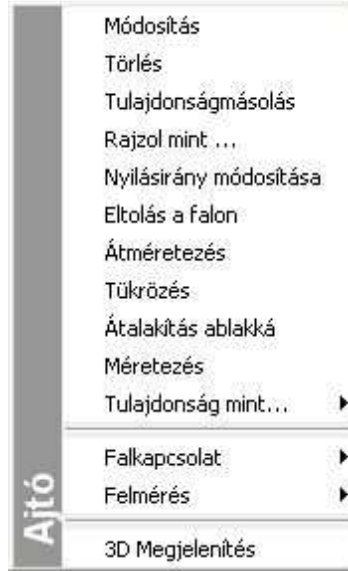 Módosítás
Törlés
Tulajdonságmásolás
Rajzol mint ...
Nyilásirány módosítása
Eltolás a falon
Átméretezés
Tükrözés
Átalakítás ablakká
Méretezés
Tulajdonság mint...
Falkapcsolat
Felmérés
3D Megjelenítés
Ajtó